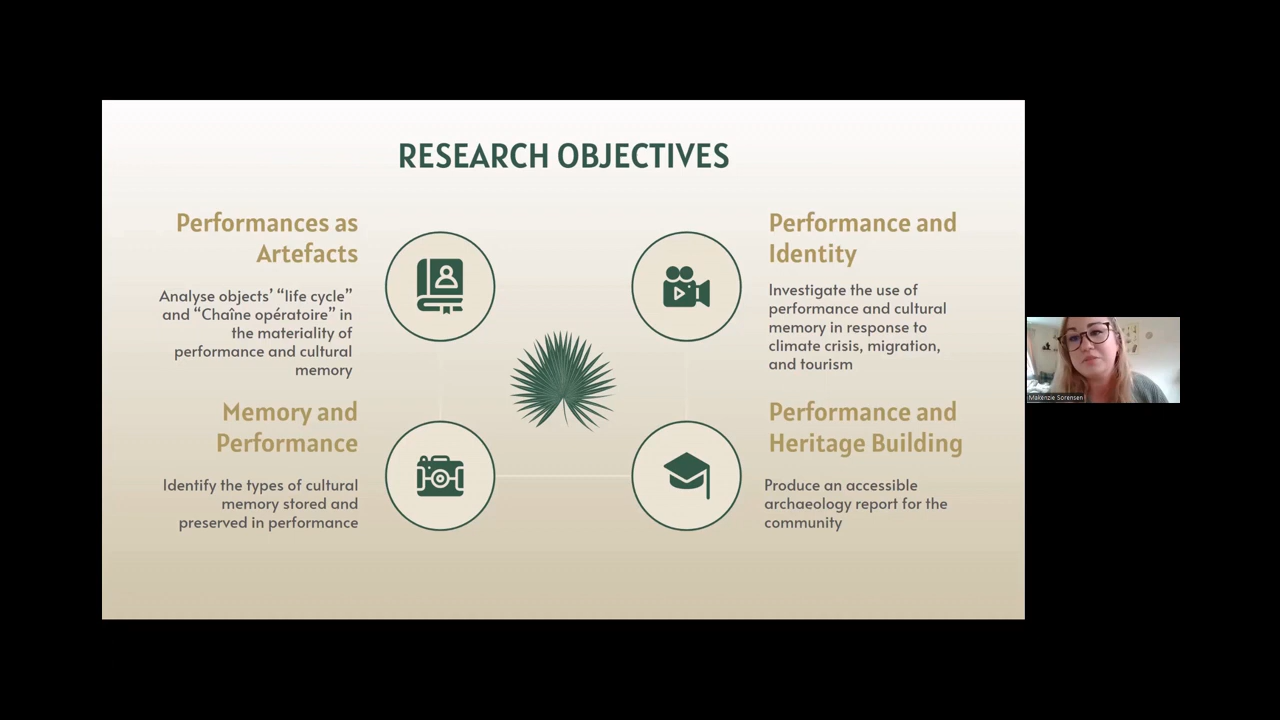 RESEARCH OBJECTIVES
Performances as
Artefacts
Analyse objects’ “life cycle”
and “Chaîne opératoire” in
the materiality of
performance and cultural
memory
Performance and
Identity
Investigate the use of
performance and cultural
memory in response to
climate crisis, migration,
and tourism
Memory and
Performance
Identify the types of cultural
memory stored and
preserved in performance
Performance and
Heritage Building
Produce an accessible
archaeology report for the
community
Makenzie Sorensen